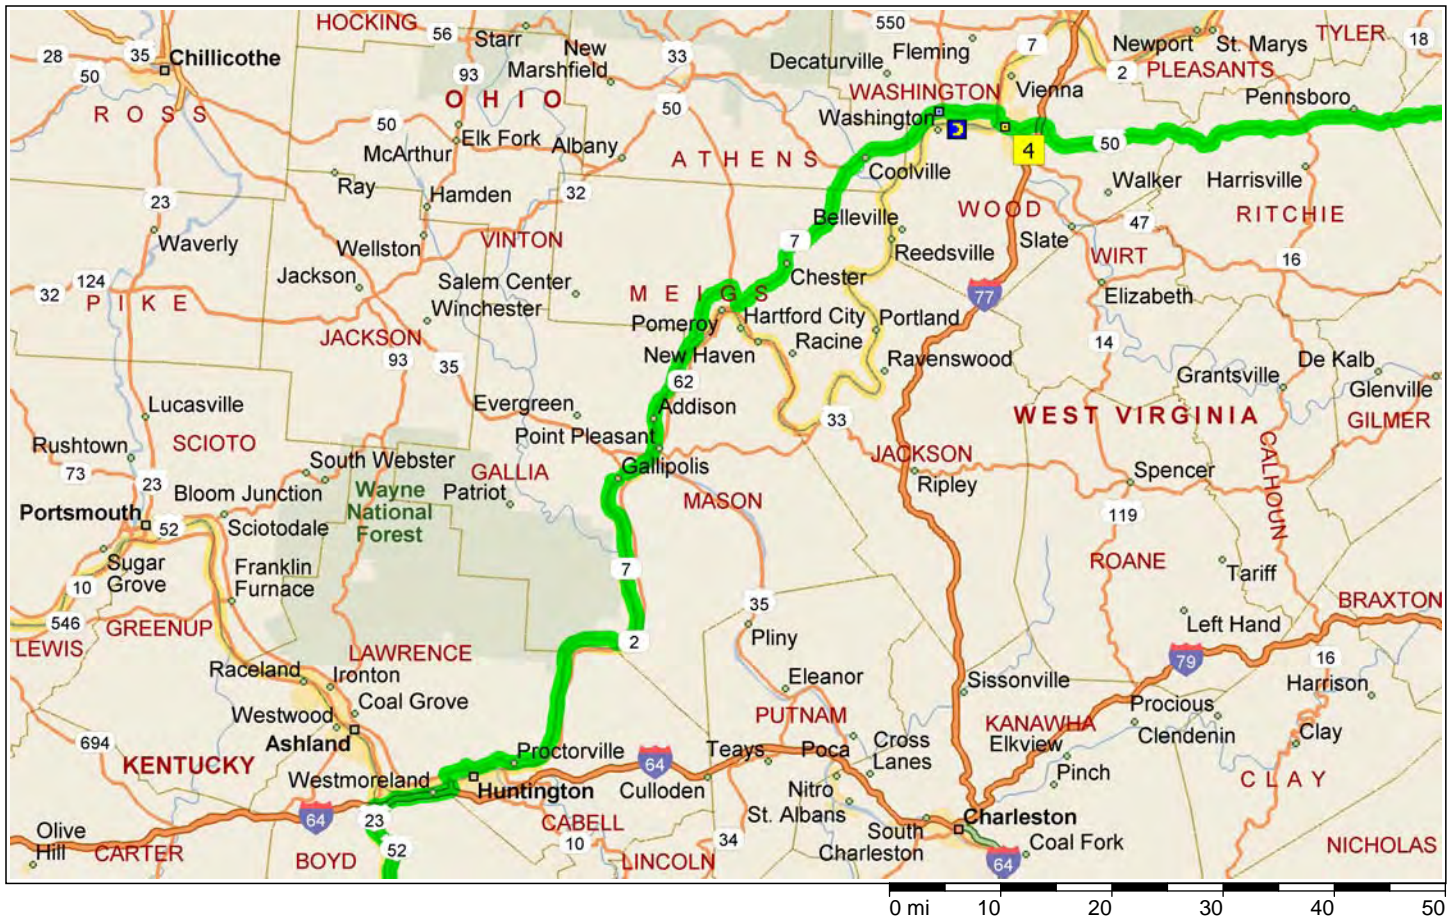 HOCKING
56
Starr
New
Marshfield
33
550
Fleming
Decaturville
7
Newport
St. Marys
TYLER
18
2
PLEASANTS
28
35
Chillicothe
50
93
OHIO
ROSS
50
McArthur
Elk Fork
Albany
50
WASHINGTON
Washington
Vienna
Pennsboro
4
50
ATHENS
Coolville
Ray
Hamden
32
Walker
Harrisville
23
Waverly
Wellston
VINTON
Belleville
WOOD
47
RITCHIE
7
Reedsville
Slate
WIRT
16
Jackson
Salem Center
Chester
124
32
PIKE
Winchester
MEIGS
77
Elizabeth
Pomeroy
Hartford City
Portland
JACKSON
Racine
14
93
35
New Haven
Ravenswood
De Kalb
Grantsville
Glenville
62
Lucasville
Evergreen
Addison
33
WEST VIRGINIA
GILMER
Rushtown
SCIOTO
Point Pleasant
JACKSON
CALHOUN
73
South Webster
GALLIA
Gallipolis
Ripley
Spencer
23
Bloom Junction
Wayne
National
Forest
Patriot
MASON
Portsmouth
52
Sciotodale
119
Sugar
Grove
Franklin
Furnace
7
ROANE
Tariff
10
35
BRAXTON
546
GREENUP
Pliny
Left Hand
LEWIS
LAWRENCE
2
79
16
Raceland
Ironton
Eleanor
Sissonville
Harrison
Coal Grove
Westwood
PUTNAM
KANAWHA
Procious
Ashland
Clendenin
Clay
694
KENTUCKY
Proctorville
Teays
Poca
Cross
Lanes
Elkview
Westmoreland
64
Pinch
CLAY
Huntington
Culloden
Nitro
64
23
CABELL
St. Albans
Charleston
Olive
Hill
52
10
34
South
Charleston
Coal Fork
NICHOLAS
CARTER
BOYD
LINCOLN
64
0 mi
10
20
30
40
50